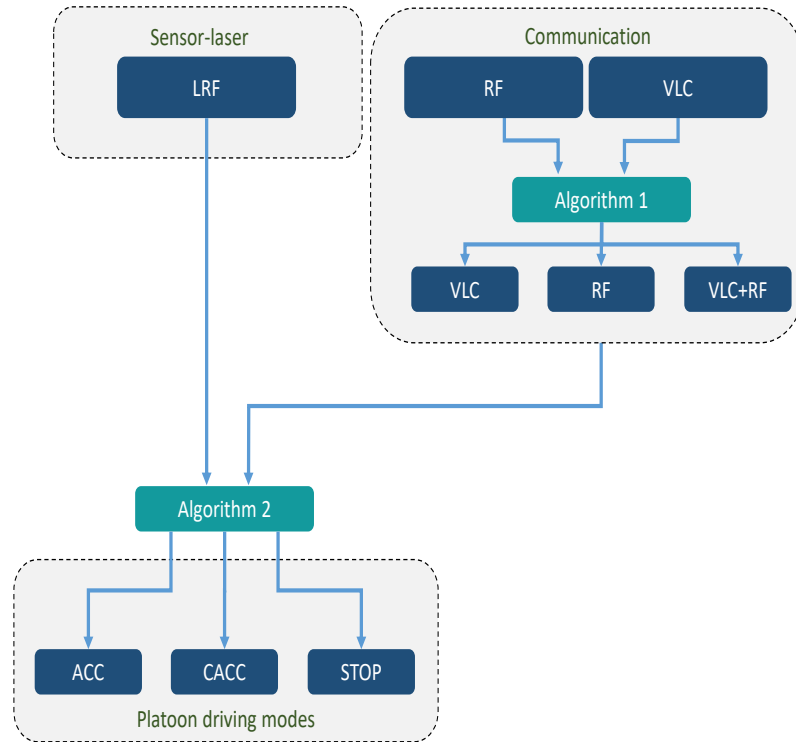 Sensor-laser
LRF
Communication
RF
VLC
Algorithm 1
VLC
RF
VLC+RF
Algorithm 2
ACC
CACC
STOP
Platoon driving modes